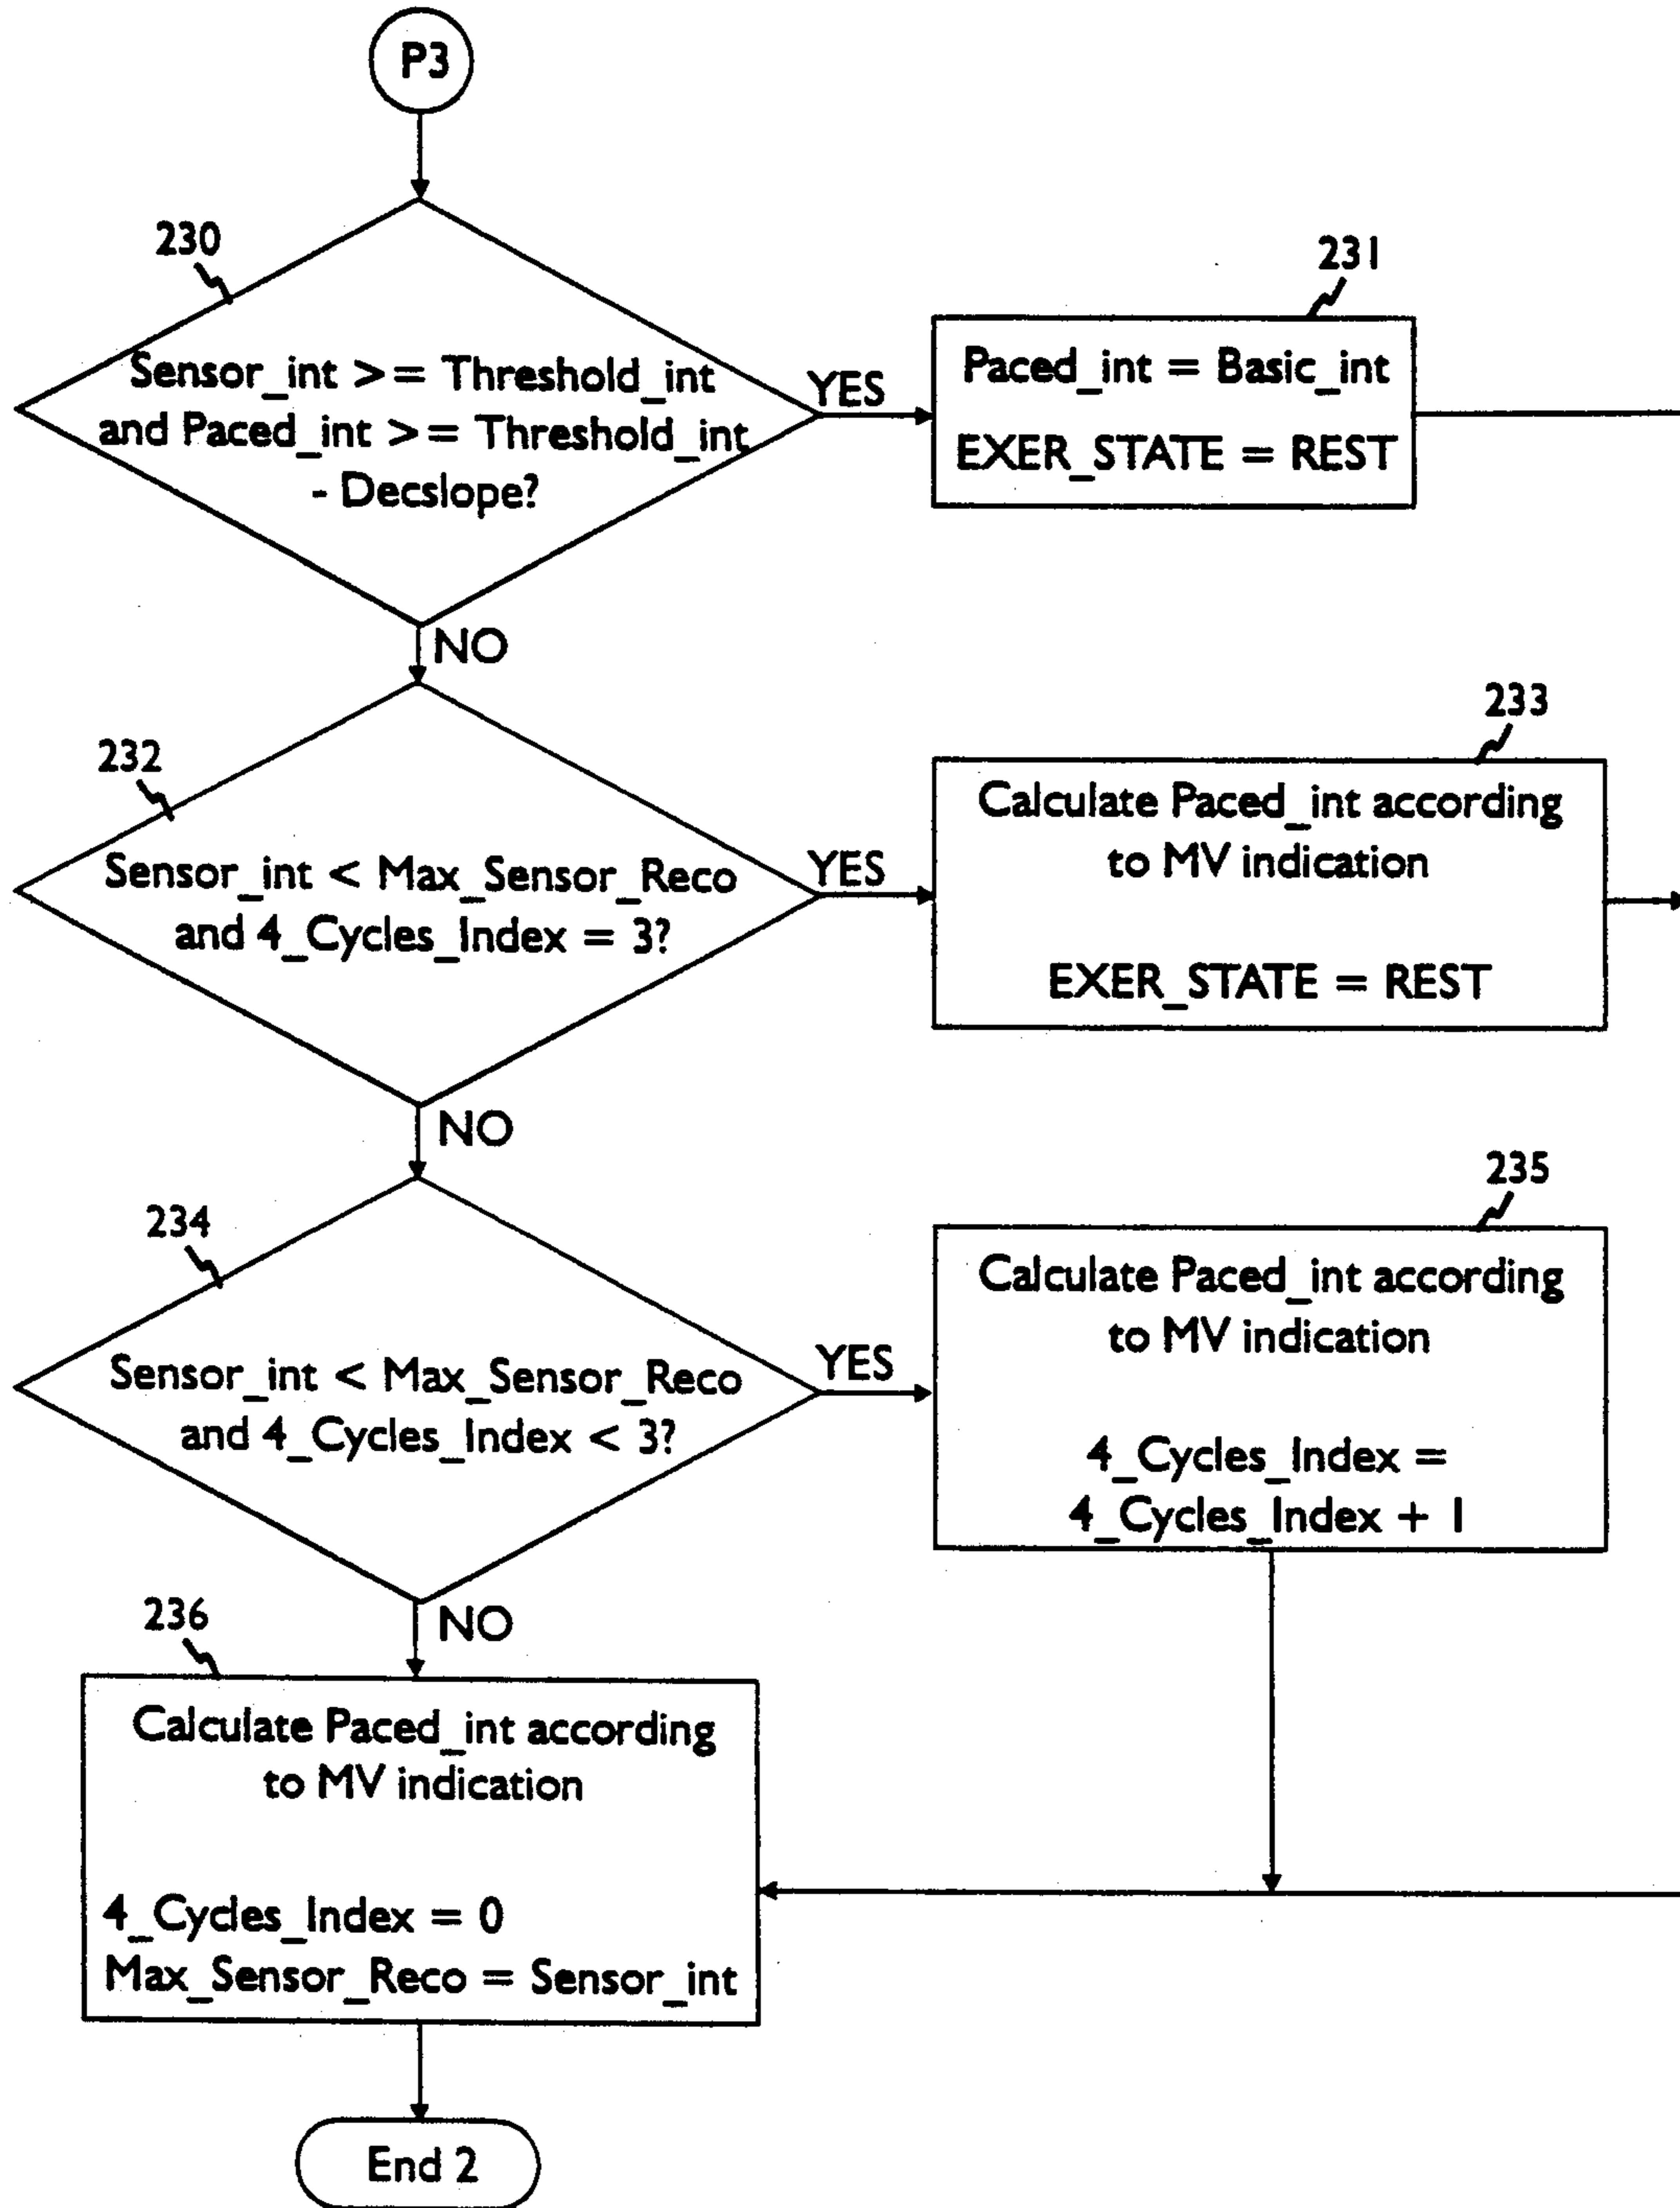 P3
230
Sensor_int >= Threshold_int
and Paced_int >= Threshold_int
- Decslope?
YES
231
Paced_int = Basic_int
EXER_STATE = REST
NO
232
Sensor_int < Max_Sensor_Reco
and 4_Cycles_Index = 3?
YES
233
Calculate Paced_int according
to MV indication
EXER_STATE = REST
NO
234
Sensor_int < Max_Sensor_Reco
and 4_Cycles_Index < 3?
YES
235
Calculate Paced_int according
to MV indication
4_Cycles_Index =
4_Cycles_Index + 1
NO
236
Calculate Paced_int according
to MV indication
4_Cycles_Index = 0
Max_Sensor_Reco = Sensor_int
End 2